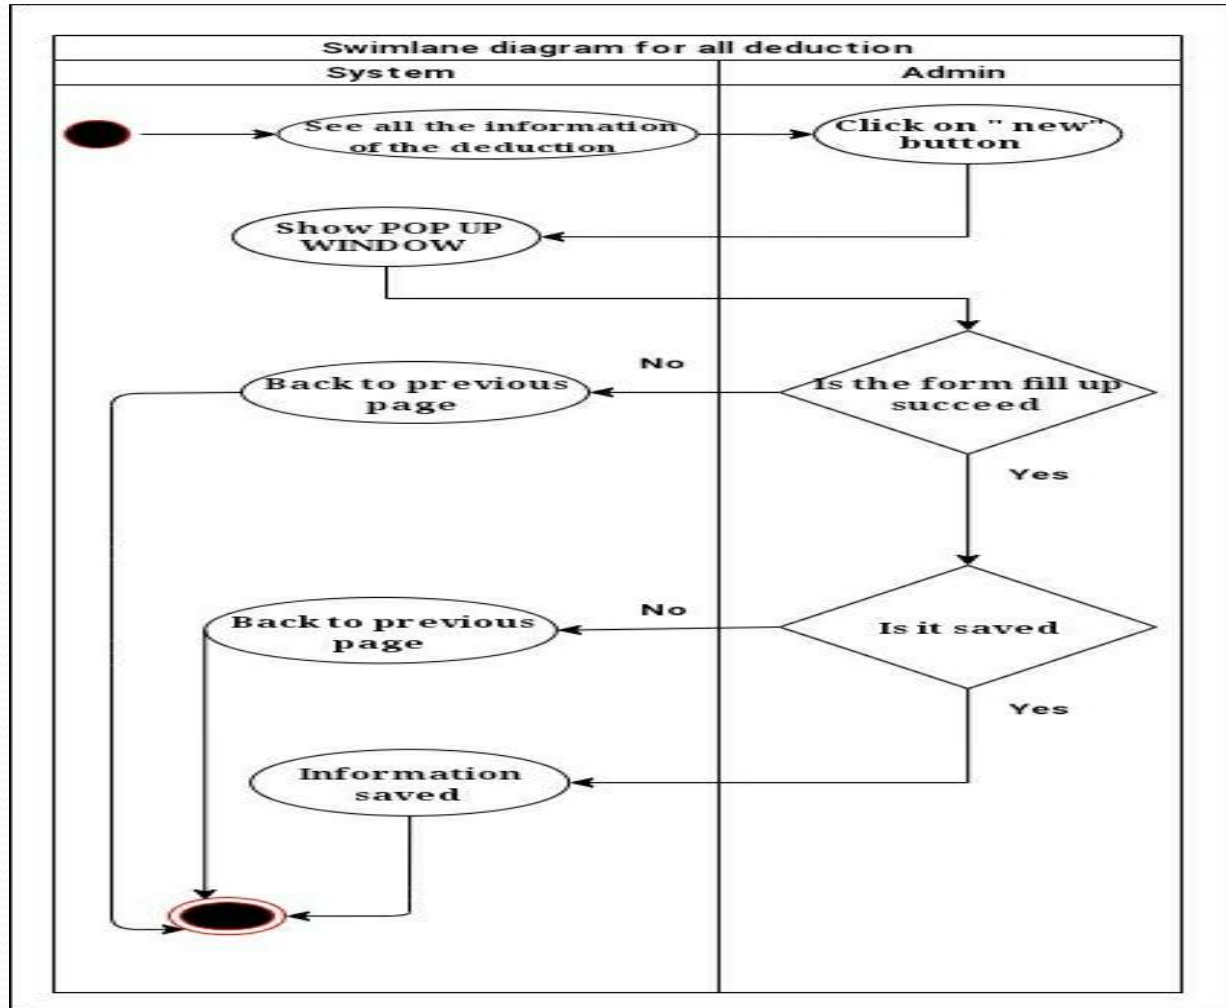 Swimlane diagram for all deduction
System
Admin
See all the information
of the deduction
Click on " new"
button
Show POP UP
WINDOW
No
Back to previous
page
Is the form fill up
succeed
Yes
No
Back to previous
page
Is it saved
Yes
Information
saved